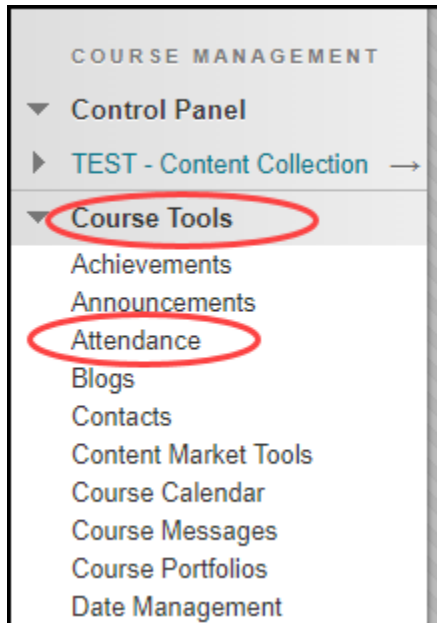 COURSE MANAGEMENT
Control Panel
TEST - Content Collection →
Course Tools
Achievements
Announcements
Attendance
Blogs
Contacts
Content Market Tools
Course Calendar
Course Messages
Course Portfolios
Date Management